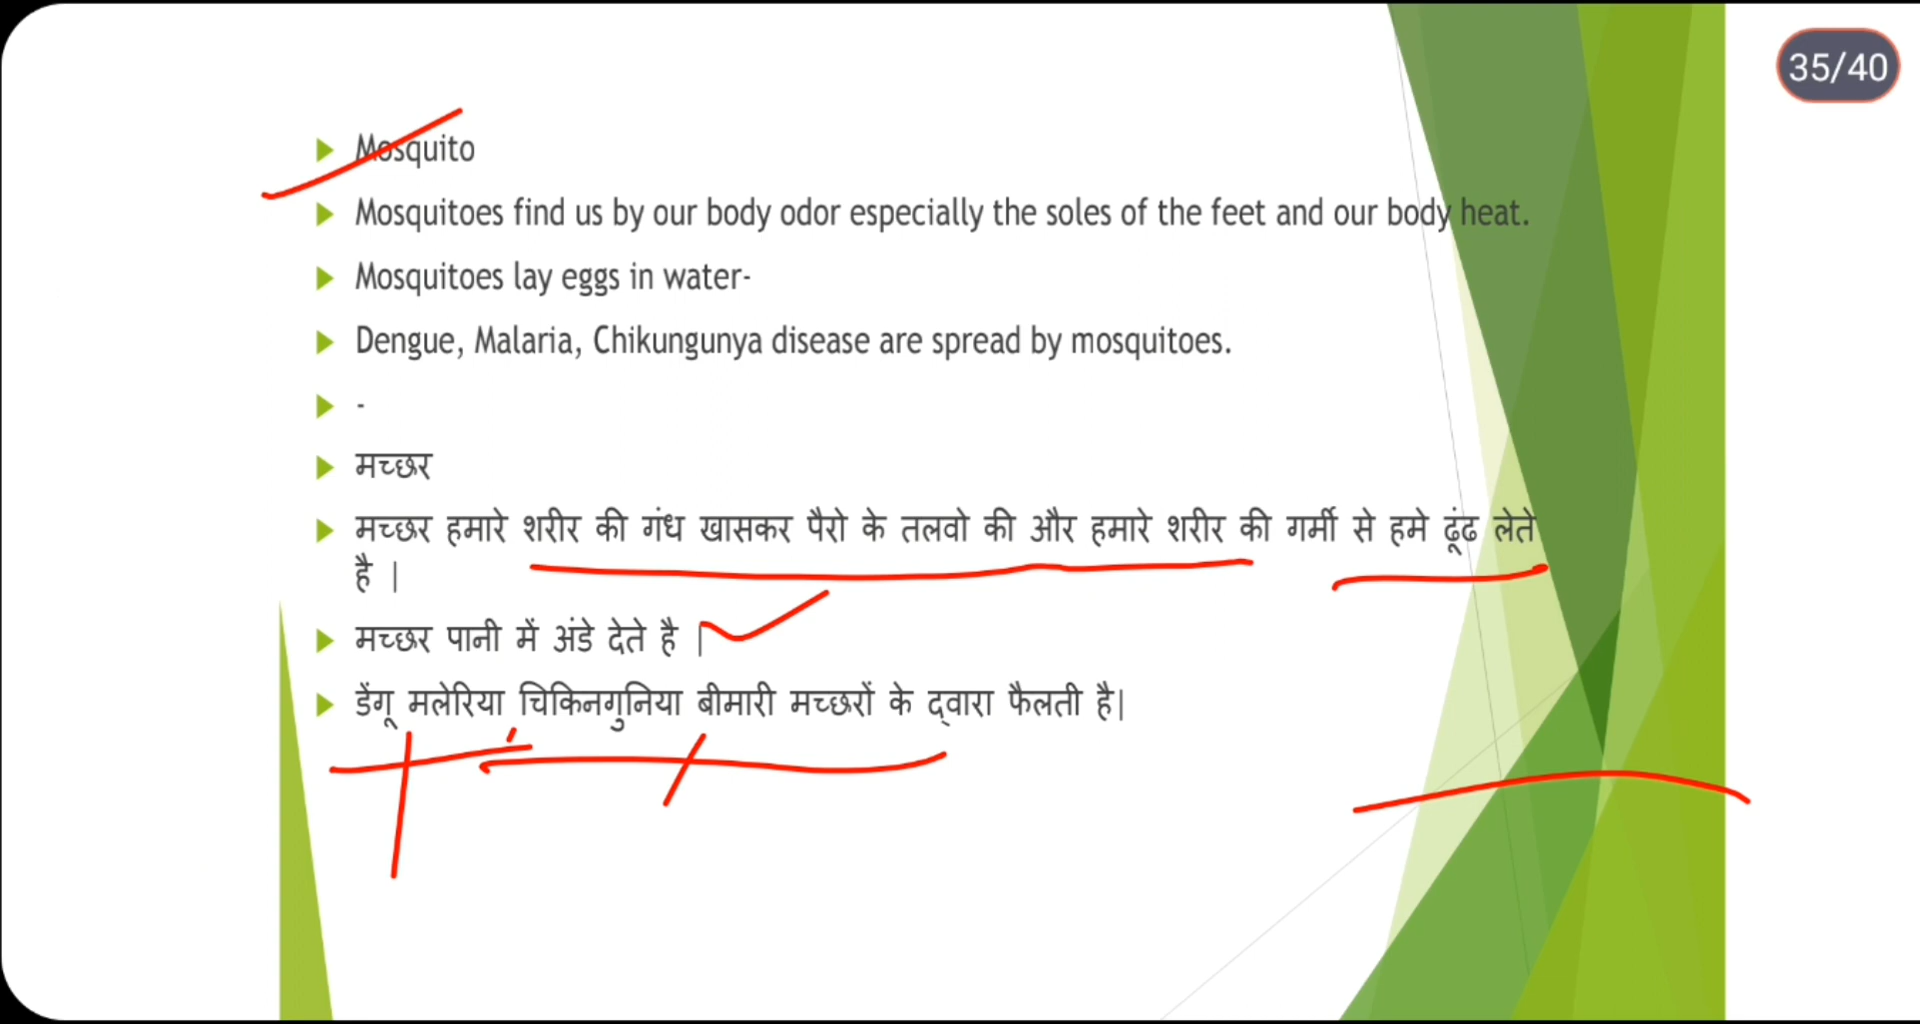 35/40
Mosquito
Mosquitoes find us by our body odor especially the soles of the feet and our body heat.
Mosquitoes lay eggs in water-
Dengue, Malaria, Chikungunya disease are spread by mosquitoes.
-
मच्छर
मच्छर हमारे शरीर की गंध खासकर पैरो के तलवो की और हमारे शरीर की गर्मी से हमे ढूंढ लेते
है |
मच्छर पानी में अंडे देते है |
डेंगू मलेरिया चिकिनगुनिया बीमारी मच्छरों के द्वारा फैलती है|